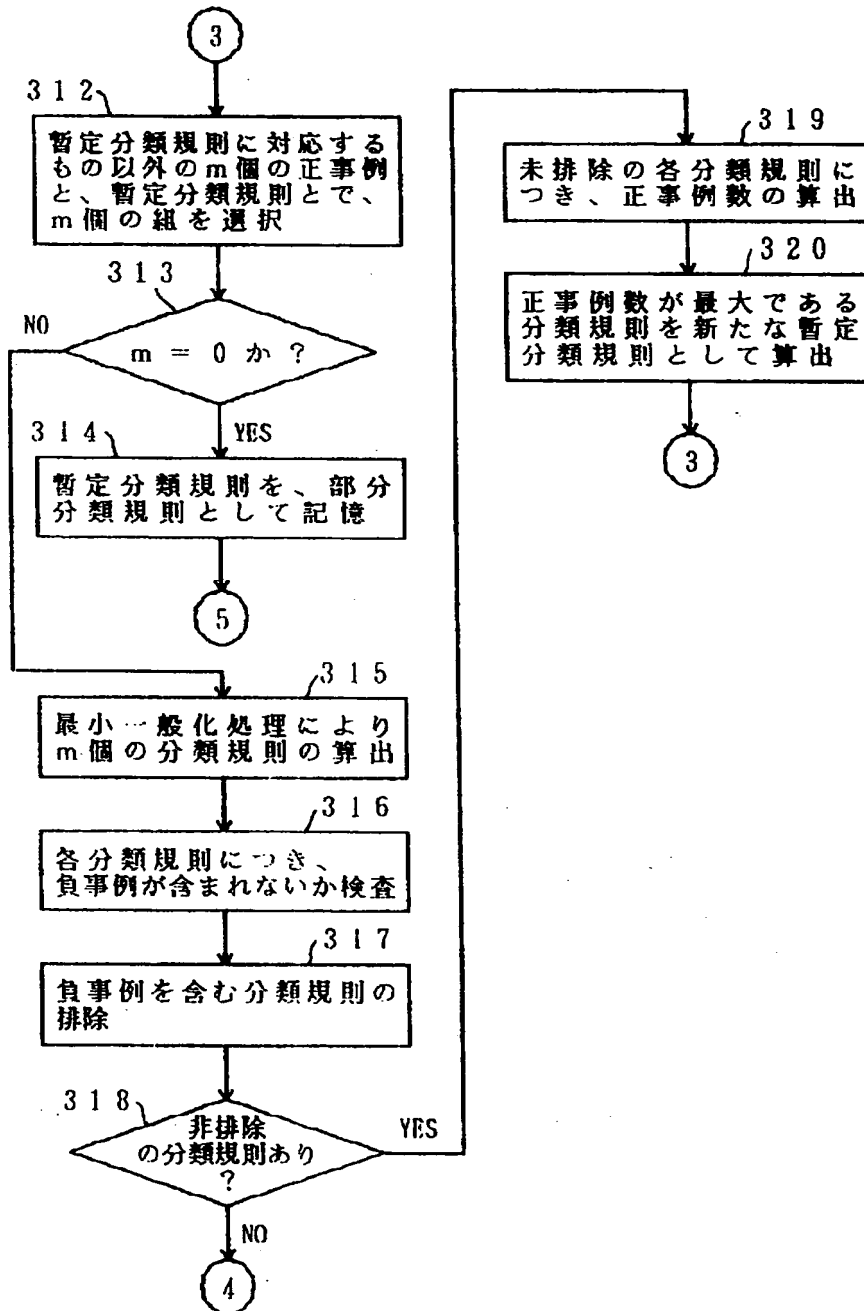 3
312
暫定分類規則に対応する
もの以外のm個の正事例
と、暫定分類規則とで、
m個の組を選択
313
NO
m=0か?
YES
314
暫定分類規則を、部分
分類規則として記憶
5
315
最小一般化処理により
m個の分類規則の算出
316
各分類規則につき、
負事例が含まれないか検査
317
負事例を含む分類規則の
排除
318
非排除
の分類規則あり
?
YES
NO
4
319
未排除の各分類規則に
つき、正事例数の算出
320
正事例数が最大である
分類規則を新たな暫定
分類規則として算出
3